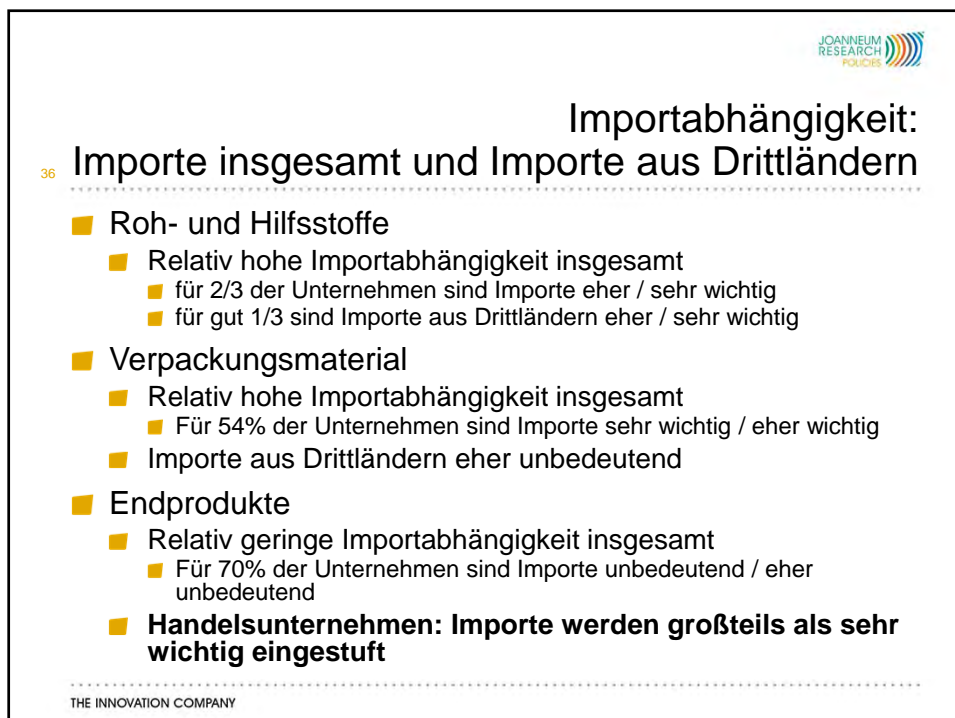 JOANNEUM
RESEARCH
POLICIES
Importabhängigkeit:
36 Importe insgesamt und Importe aus Drittländern
Roh- und Hilfsstoffe
Relativ hohe Importabhängigkeit insgesamt
für 2/3 der Unternehmen sind Importe eher / sehr wichtig
für gut 1/3 sind Importe aus Drittländern eher / sehr wichtig
Verpackungsmaterial
Relativ hohe Importabhängigkeit insgesamt
Für 54% der Unternehmen sind Importe sehr wichtig / eher wichtig
Importe aus Drittländern eher unbedeutend
Endprodukte
Relativ geringe Importabhängigkeit insgesamt
Für 70% der Unternehmen sind Importe unbedeutend / eher
unbedeutend
Handelsunternehmen: Importe werden großteils als sehr
wichtig eingestuft
THE INNOVATION COMPANY